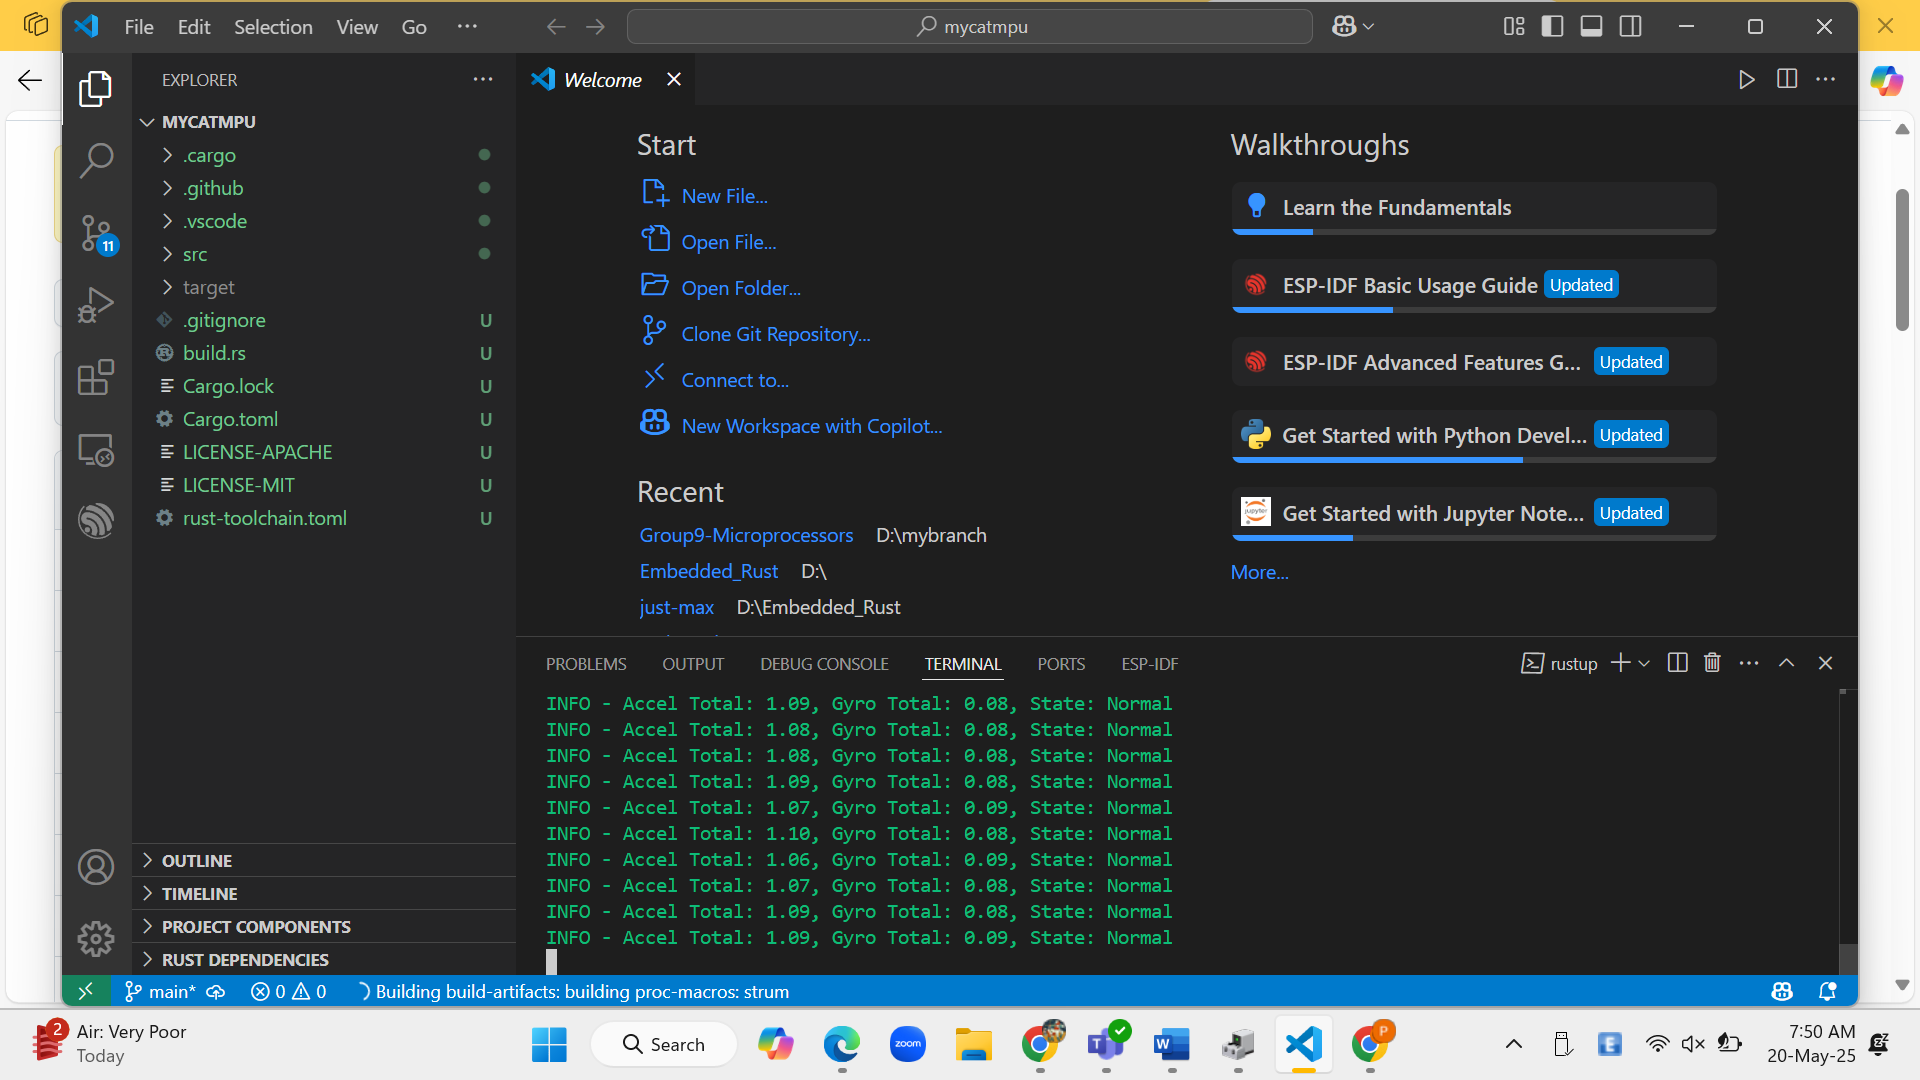 File Edit Selection View Go ···
mycatmpu
EXPLORER
Welcome
MYCATMPU
.cargo
.github
.vscode
src
target
.gitignore U
build.rs U
Cargo.lock U
Cargo.toml U
LICENSE-APACHE U
LICENSE-MIT U
rust-toolchain.toml U
11
OUTLINE
TIMELINE
PROJECT COMPONENTS
RUST DEPENDENCIES
Start
New File...
Open File...
Open Folder...
Clone Git Repository...
Connect to...
New Workspace with Copilot...
Recent
Group9-Microprocessors D:\mybranch
Embedded_Rust D:\
just-max D:\Embedded_Rust
Walkthroughs
Learn the Fundamentals
ESP-IDF Basic Usage Guide Updated
ESP-IDF Advanced Features G... Updated
Get Started with Python Devel... Updated
jupyter
Get Started with Jupyter Note... Updated
More...
PROBLEMS OUTPUT DEBUG CONSOLE TERMINAL PORTS ESP-IDF
rustup
INFO - Accel Total: 1.09, Gyro Total: 0.08, State: Normal
INFO - Accel Total: 1.08, Gyro Total: 0.08, State: Normal
INFO - Accel Total: 1.08, Gyro Total: 0.08, State: Normal
INFO - Accel Total: 1.09, Gyro Total: 0.08, State: Normal
INFO - Accel Total: 1.07, Gyro Total: 0.09, State: Normal
INFO - Accel Total: 1.10, Gyro Total: 0.08, State: Normal
INFO - Accel Total: 1.06, Gyro Total: 0.09, State: Normal
INFO - Accel Total: 1.07, Gyro Total: 0.08, State: Normal
INFO - Accel Total: 1.09, Gyro Total: 0.08, State: Normal
INFO - Accel Total: 1.09, Gyro Total: 0.09, State: Normal
main* 0 0 Building build-artifacts: building proc-macros: strum
2
Air: Very Poor
Today
Search
zoom
T
W
P
E
7:50 AM
20-May-25